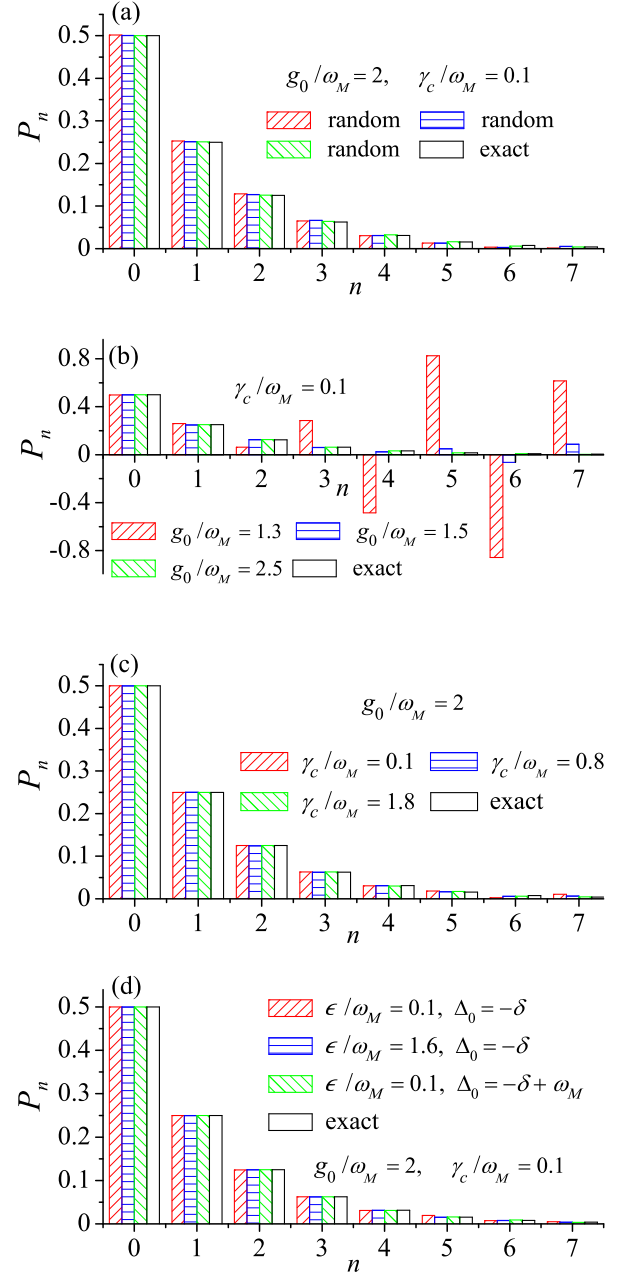 (a)
0.5
0.4
0.3
0.2
0.1
0
P_n
g_0/ω_M = 2, γ_c/ω_M = 0.1
random random
random exact
0 1 2 3 4 5 6 7
n
(b)
0.8
0.4
0
-0.4
-0.8
P_n
γ_c/ω_M = 0.1
0 1 2 3 4 5 6 7
n
g_0/ω_M = 1.3 g_0/ω_M = 1.5
g_0/ω_M = 2.5 exact
(c)
0.5
0.4
0.3
0.2
0.1
0
P_n
g_0/ω_M = 2
γ_c/ω_M = 0.1 γ_c/ω_M = 0.8
γ_c/ω_M = 1.8 exact
0 1 2 3 4 5 6 7
n
(d)
0.5
0.4
0.3
0.2
0.1
0
P_n
ϵ/ω_M = 0.1, Δ_0 = −δ
ϵ/ω_M = 1.6, Δ_0 = −δ
ϵ/ω_M = 0.1, Δ_0 = −δ + ω_M
exact
g_0/ω_M = 2, γ_c/ω_M = 0.1
0 1 2 3 4 5 6 7
n